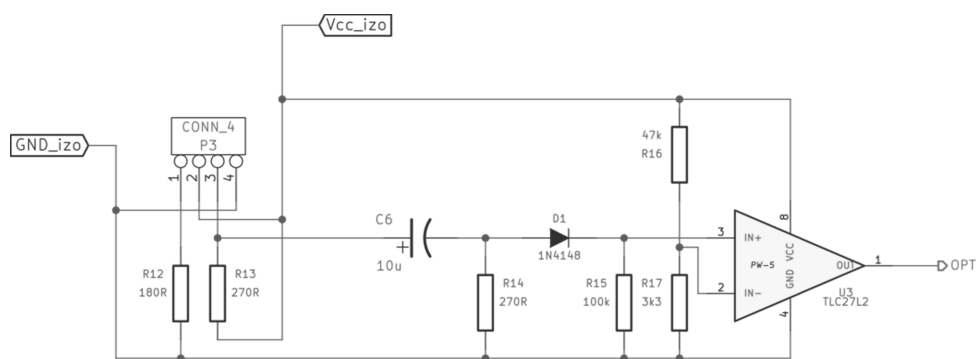 Vcc_izo
GND_izo
CONN_4
P3
1
2
3
4
47k
R16
C6
+
10u
D1
1N4148
R12
180R
R13
270R
R14
270R
R15
100k
R17
3k3
3
IN+
2
IN-
PW-5
8
VCC
GND
4
OUT
1
U3
TLC27L2
OPT